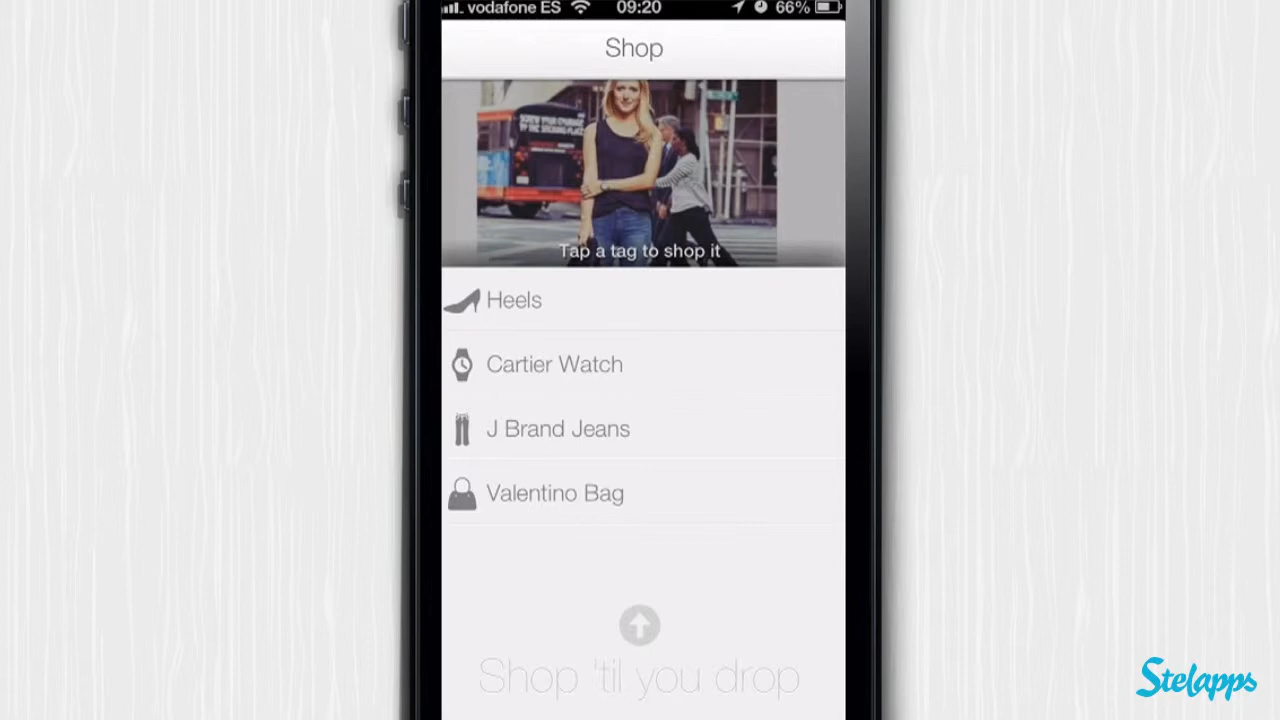 vodafone ES 09:20 66%
Shop
Tap a tag to shop it
Heels
Cartier Watch
J Brand Jeans
Valentino Bag
Shop 'til you drop
Stelapps